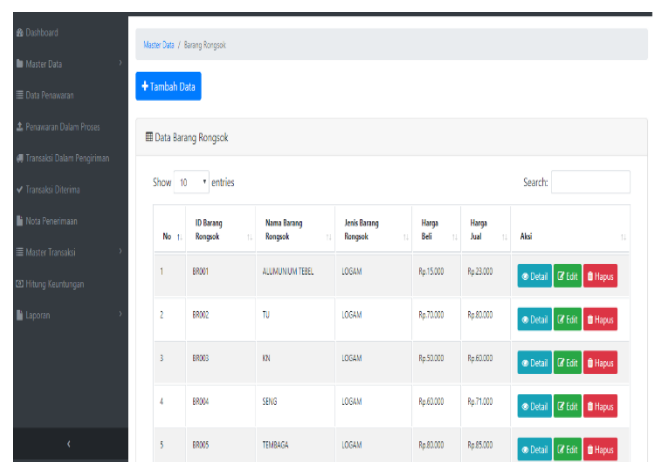 Dashboard
Master Data
Data Penawaran
Penawaran Dalam Proses
Transaksi Dalam Pengiriman
Transaksi Diterima
Nota Penerimaan
Master Transaksi
Hitung Keuntungan
Laporan
Master Data / Barang Rongsok
+Tambah Data
Data Barang Rongsok
Show 10 entries
Search:
No ID Barang Rongsok Nama Barang Rongsok Jenis Barang Rongsok Harga Beli Harga Jual Aksi
1 BR001 ALUMUNIUM TEBEL LOGAM Rp.15.000 Rp.23.000 Detail Edit Hapus
2 BR002 TU LOGAM Rp.70.000 Rp.80.000 Detail Edit Hapus
3 BR003 KN LOGAM Rp.50.000 Rp.60.000 Detail Edit Hapus
4 BR004 SENG LOGAM Rp.60.000 Rp.71.000 Detail Edit Hapus
5 BR005 TEMBAGA LOGAM Rp.80.000 Rp.85.000 Detail Edit Hapus